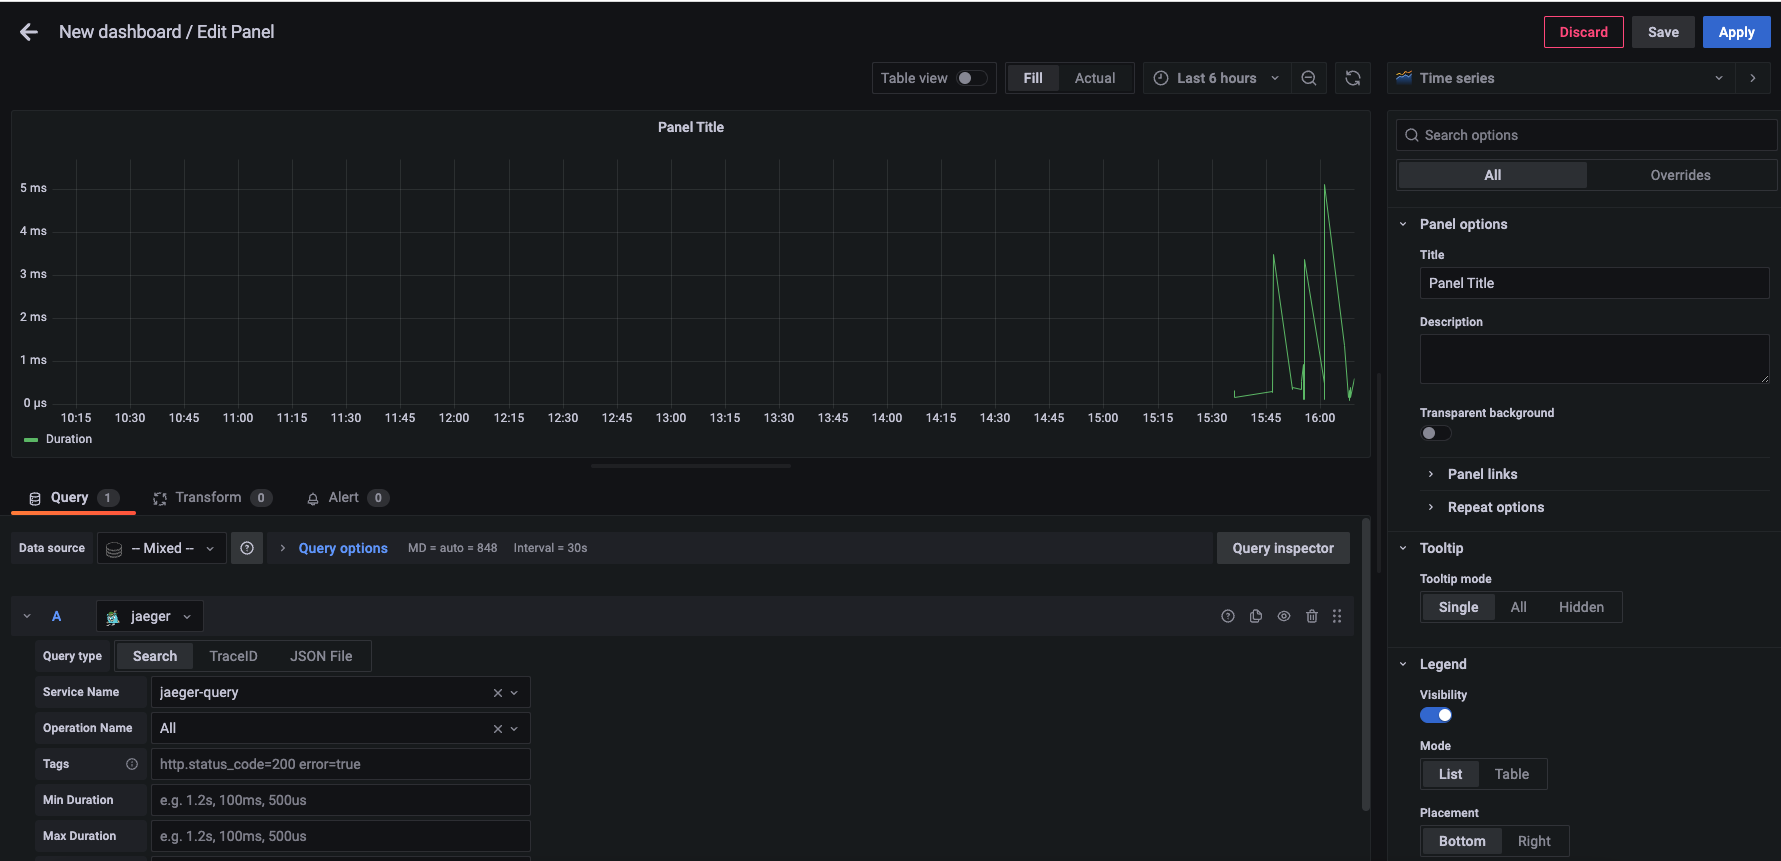 New dashboard / Edit Panel
Discard Save Apply
Table view Fill Actual Last 6 hours Time series
Panel Title
5 ms
4 ms
3 ms
2 ms
1 ms
0 µs
10:15 10:30 10:45 11:00 11:15 11:30 11:45 12:00 12:15 12:30 12:45 13:00 13:15 13:30 13:45 14:00 14:15 14:30 14:45 15:00 15:15 15:30 15:45 16:00
Duration
Query 1 Transform 0 Alert 0
Data source -- Mixed -- Query options MD = auto = 848 Interval = 30s Query inspector
A jaeger
Query type Search TraceID JSON File
Service Name jaeger-query
Operation Name All
Tags http.status_code=200 error=true
Min Duration e.g. 1.2s, 100ms, 500us
Max Duration e.g. 1.2s, 100ms, 500us
Search options
All Overrides
Panel options
Title
Panel Title
Description
Transparent background
Panel links
Repeat options
Tooltip
Tooltip mode
Single All Hidden
Legend
Visibility
Mode
List Table
Placement
Bottom Right